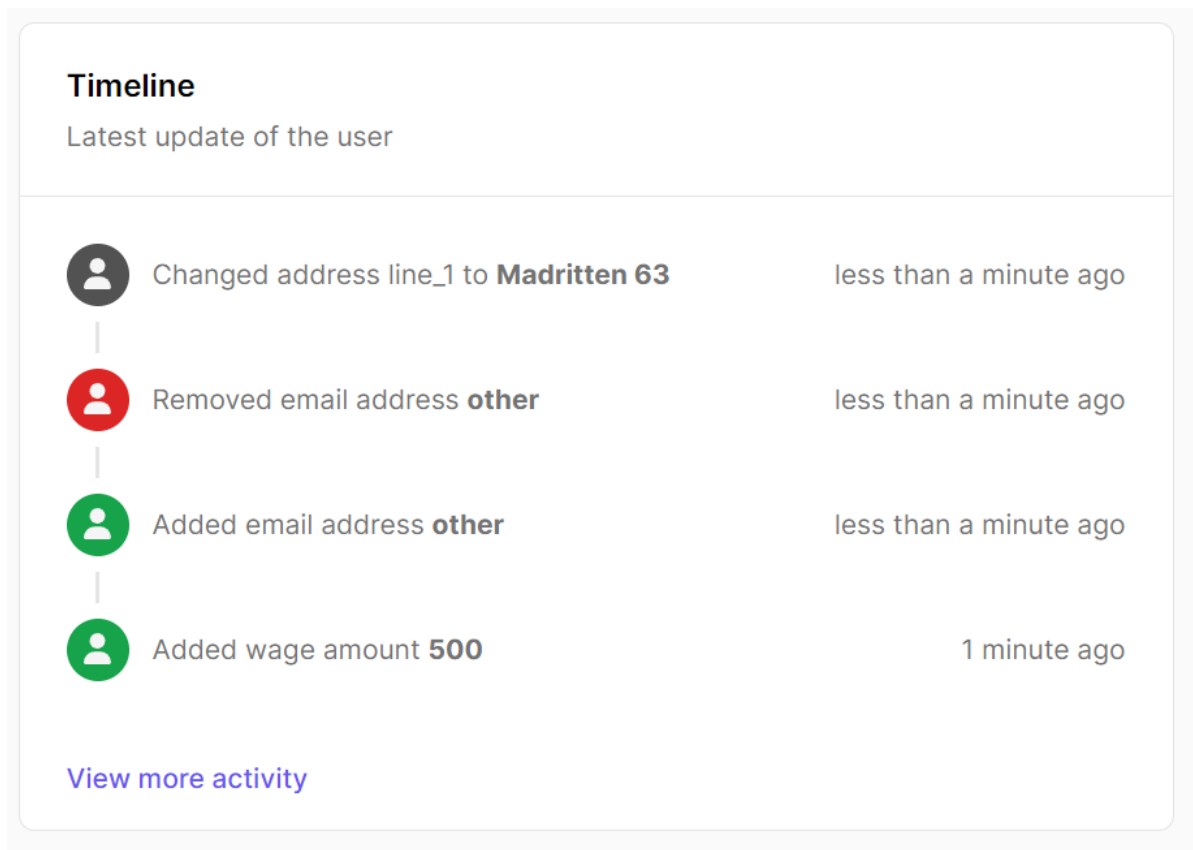 Timeline
Latest update of the user
Changed address line_1 to Madritten 63 less than a minute ago
Removed email address other less than a minute ago
Added email address other less than a minute ago
Added wage amount 500 1 minute ago
View more activity